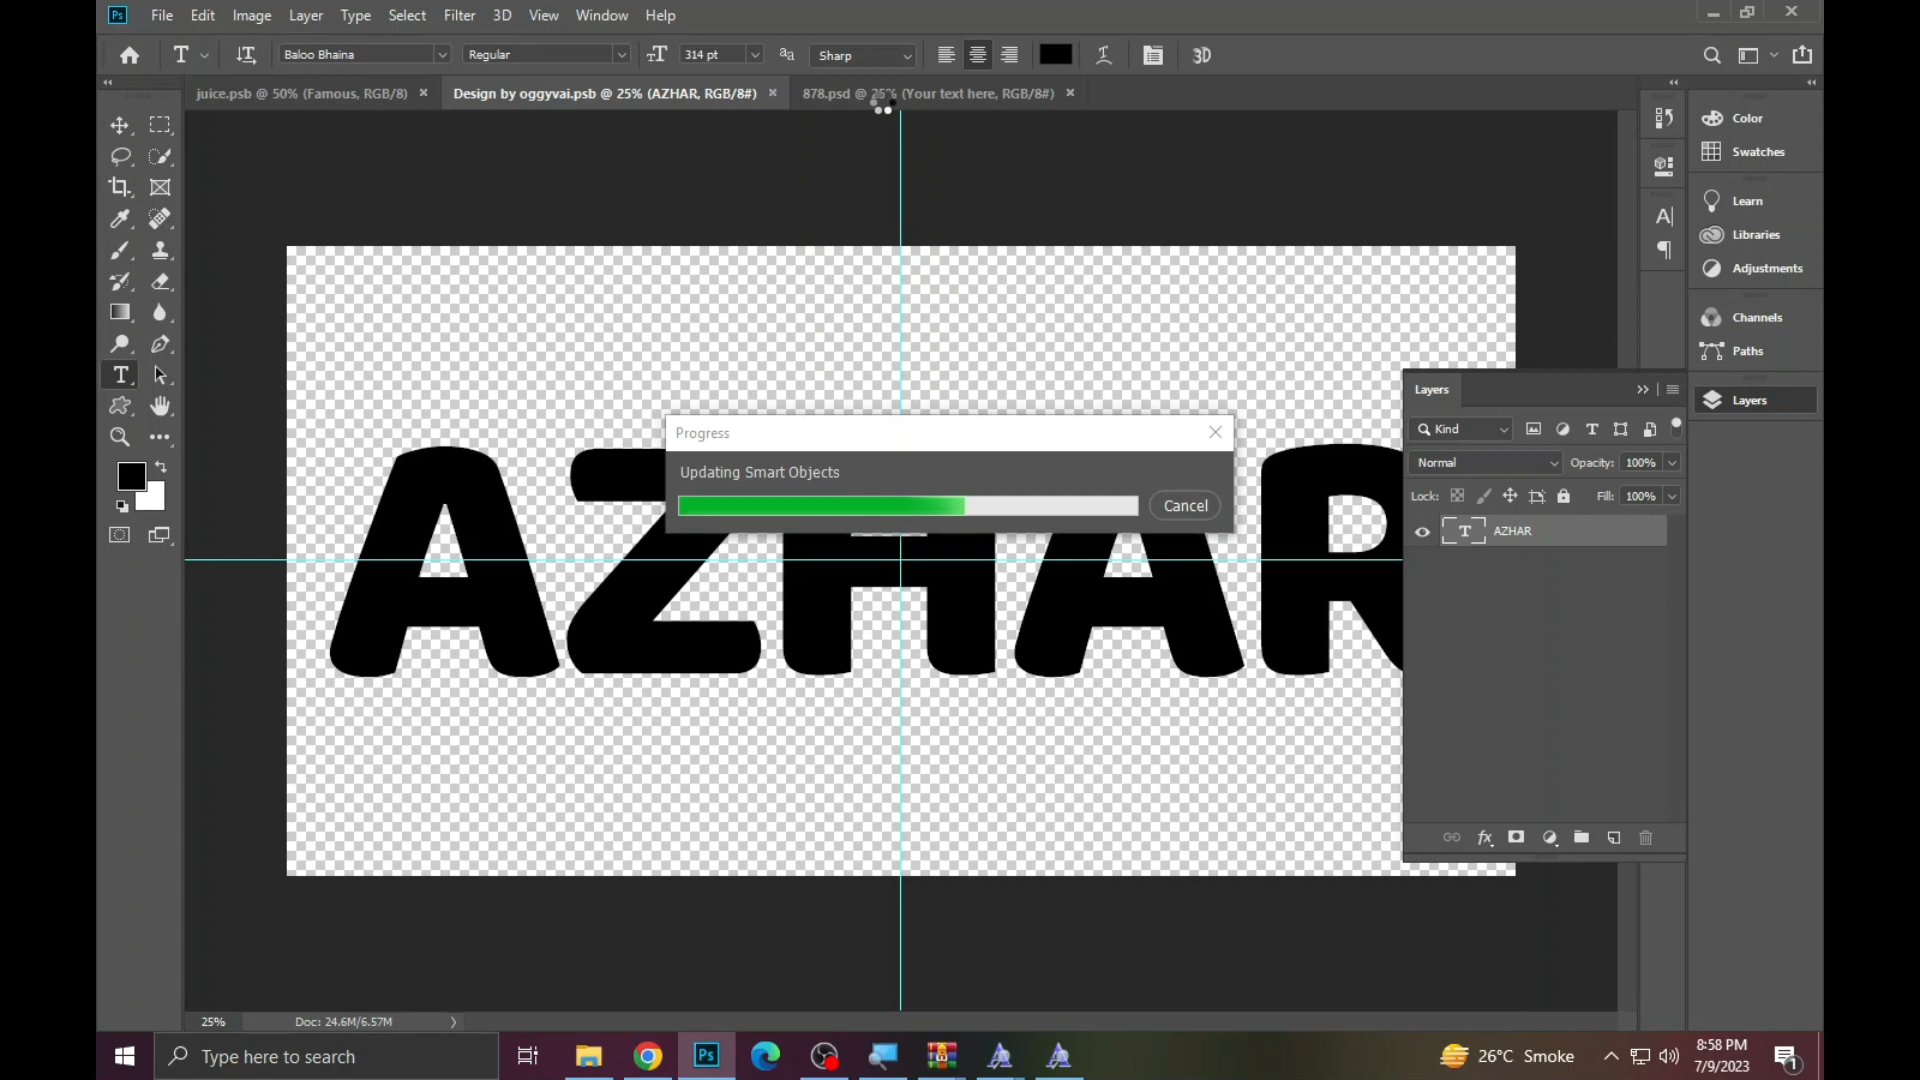 Ps File Edit Image Layer Type Select Filter 3D View Window Help
Baloo Bhaina Regular 314 pt aa Sharp 3D
juice.psb @ 50% (Famous, RGB/8) × Design by oggyvai.psb @ 25% (AZHAR, RGB/8#) × 878.psd @ 25% (Your text here, RGB/8#) ×
Color
Swatches
Learn
Libraries
Adjustments
Channels
Paths
Layers
AZHAR
Progress
Updating Smart Objects
Cancel
Layers
Kind
Normal Opacity: 100%
Lock: Fill: 100%
T AZHAR
fx
25% Doc: 24.6M/6.57M
Type here to search
Ps
26°C Smoke
8:58 PM
7/9/2023
1